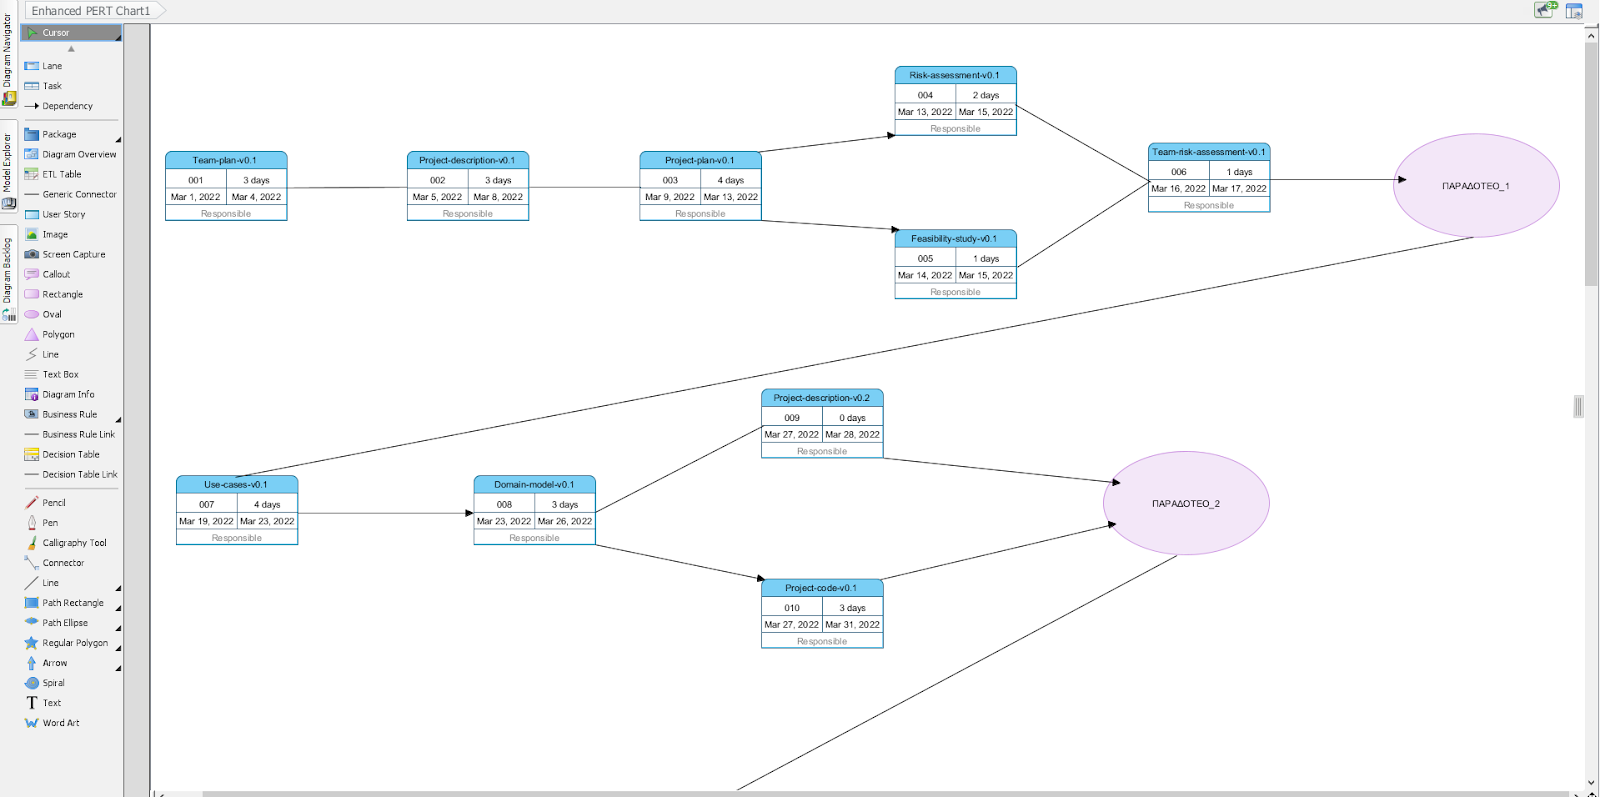 Enhanced PERT Chart1
Diagram Navigator
Model Explorer
Diagram Backlog
Cursor
Lane
Task
Dependency
Package
Diagram Overview
ETL Table
Generic Connector
User Story
Image
Screen Capture
Callout
Rectangle
Oval
Polygon
Line
Text Box
Diagram Info
Business Rule
Business Rule Link
Decision Table
Decision Table Link
Pencil
Pen
Calligraphy Tool
Connector
Line
Path Rectangle
Path Ellipse
Regular Polygon
Arrow
Spiral
Text
Word Art
Team-plan-v0.1
001 3 days
Mar 1, 2022 Mar 4, 2022
Responsible
Project-description-v0.1
002 3 days
Mar 5, 2022 Mar 8, 2022
Responsible
Project-plan-v0.1
003 4 days
Mar 9, 2022 Mar 13, 2022
Responsible
Risk-assessment-v0.1
004 2 days
Mar 13, 2022 Mar 15, 2022
Responsible
Feasibility-study-v0.1
005 1 days
Mar 14, 2022 Mar 15, 2022
Responsible
Team-risk-assessment-v0.1
006 1 days
Mar 16, 2022 Mar 17, 2022
Responsible
ΠΑΡΑΔΟΤΕΟ_1
Use-cases-v0.1
007 4 days
Mar 19, 2022 Mar 23, 2022
Responsible
Domain-model-v0.1
008 3 days
Mar 23, 2022 Mar 26, 2022
Responsible
Project-description-v0.2
009 0 days
Mar 27, 2022 Mar 28, 2022
Responsible
Project-code-v0.1
010 3 days
Mar 27, 2022 Mar 31, 2022
Responsible
ΠΑΡΑΔΟΤΕΟ_2